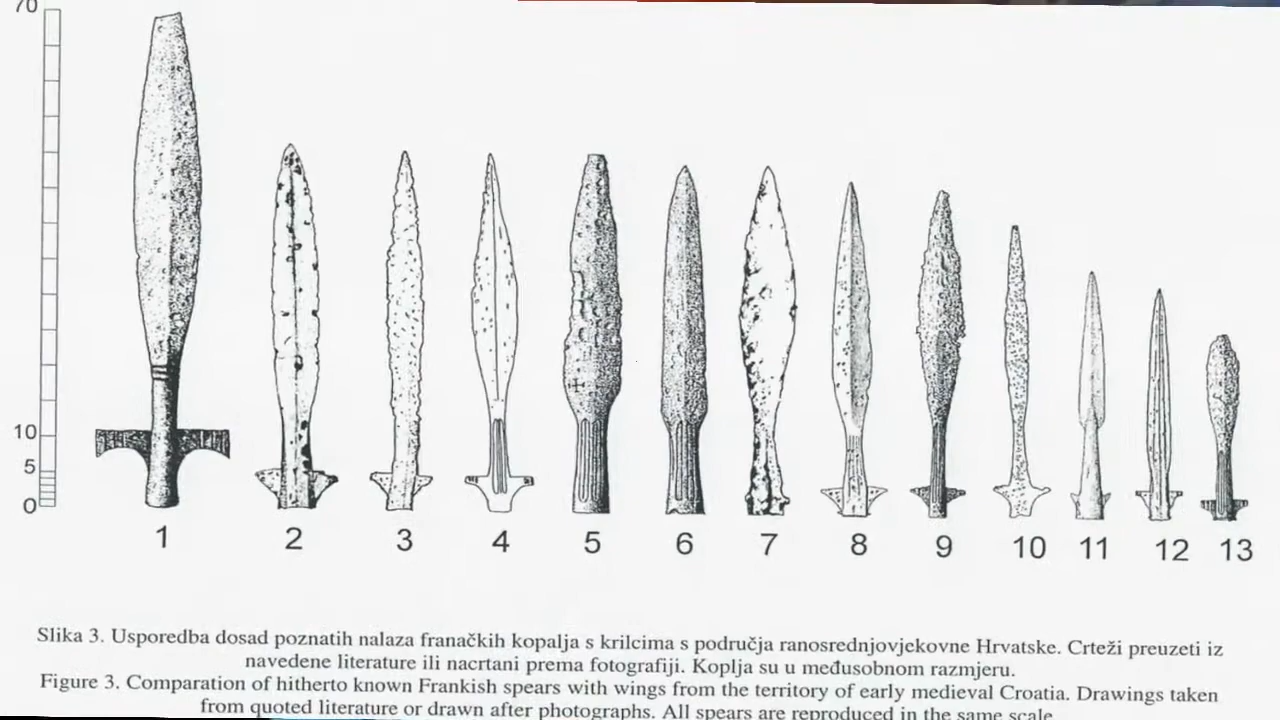 70
10
5
0
1 2 3 4 5 6 7 8 9 10 11 12 13
Slika 3. Usporedba dosad poznatih nalaza franačkih kopalja s krilcima s područja ranosrednjovjekovne Hrvatske. Crteži preuzeti iz
navedene literature ili nacrtani prema fotografiji. Koplja su u međusobnom razmjeru.
Figure 3. Comparation of hitherto known Frankish spears with wings from the territory of early medieval Croatia. Drawings taken
from quoted literature or drawn after photographs. All spears are reproduced in the same scale.